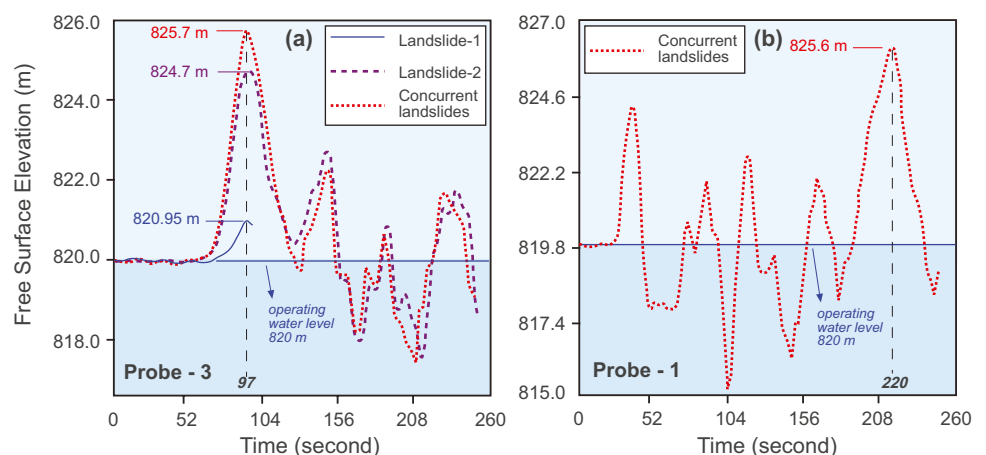 Free Surface Elevation (m)
826.0
824.0
822.0
820.0
818.0
825.7 m
824.7 m
820.95 m
(a)
Landslide-1
Landslide-2
Concurrent
landslides
operating
water level
820 m
Probe - 3
97
0
52
104
156
208
260
Time (second)
827.0
824.6
822.2
819.8
817.4
815.0
Concurrent
landslides
(b)
825.6 m
operating
water level
820 m
Probe - 1
220
0
52
104
156
208
260
Time (second)